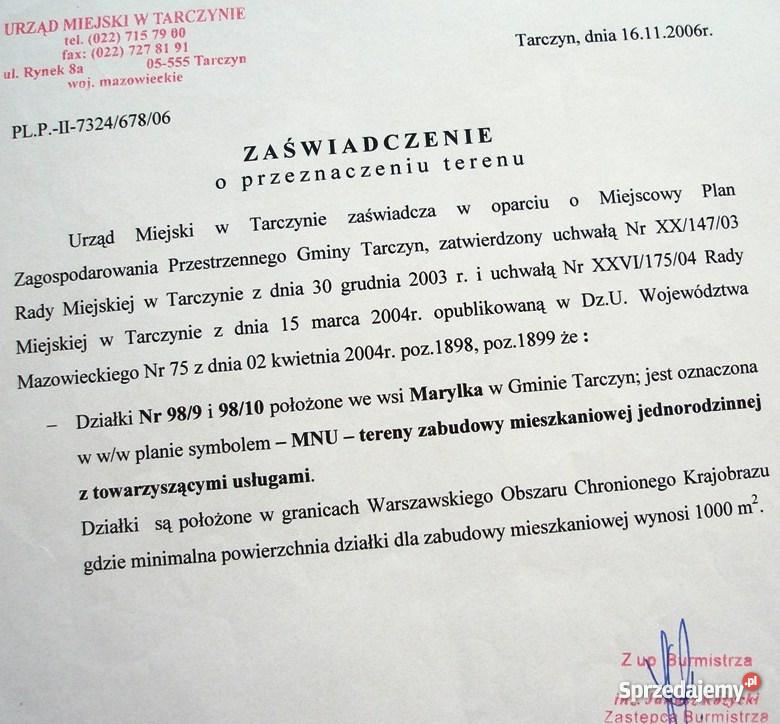 URZĄD MIEJSKI W TARCZYNIE
tel. (022) 715 79 00
fax: (022) 727 81 91
ul. Rynek 8a 05-555 Tarczyn
woj. mazowieckie
Tarczyn, dnia 16.11.2006r.
PL.P.-II-7324/678/06
ZAŚWIADCZENIE
o przeznaczeniu terenu
Urząd Miejski w Tarczynie zaświadcza w oparciu o Miejscowy Plan
Zagospodarowania Przestrzennego Gminy Tarczyn, zatwierdzony uchwałą Nr XX/147/03
Rady Miejskiej w Tarczynie z dnia 30 grudnia 2003 r. i uchwałą Nr XXVI/175/04 Rady
Miejskiej w Tarczynie z dnia 15 marca 2004r. opublikowaną w Dz.U. Województwa
Mazowieckiego Nr 75 z dnia 02 kwietnia 2004r. poz.1898, poz.1899 że :
– Działki Nr 98/9 i 98/10 położone we wsi Marylka w Gminie Tarczyn; jest oznaczona
w w/w planie symbolem – MNU – tereny zabudowy mieszkaniowej jednorodzinnej
z towarzyszącymi usługami.
Działki są położone w granicach Warszawskiego Obszaru Chronionego Krajobrazu
gdzie minimalna powierzchnia działki dla zabudowy mieszkaniowej wynosi 1000 m².
Z up Burmistrza
Sprzedajemy.pl
Zastępca Burmistrza